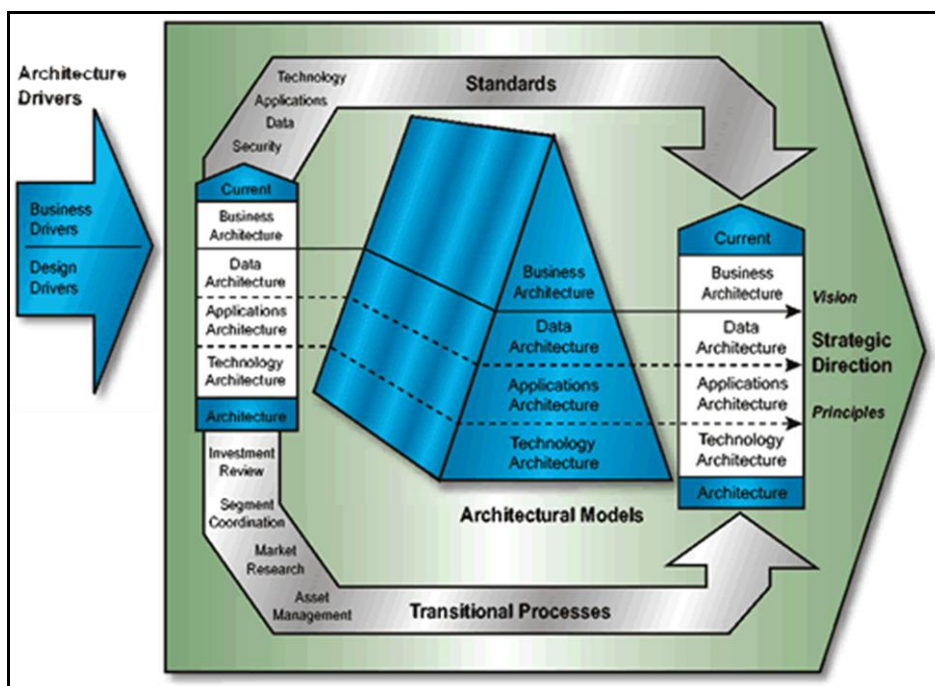 Architecture
Drivers
Business
Drivers
Design
Drivers
Technology
Applications
Data
Security
Standards
Current
Business
Architecture
Data
Architecture
Applications
Architecture
Technology
Architecture
Architecture
Investment
Review
Segment
Coordination
Market
Research
Asset
Management
Transitional Processes
Business
Architecture
Data
Architecture
Applications
Architecture
Technology
Architecture
Architectural Models
Current
Business
Architecture
Data
Architecture
Applications
Architecture
Technology
Architecture
Architecture
Vision
Strategic
Direction
Principles